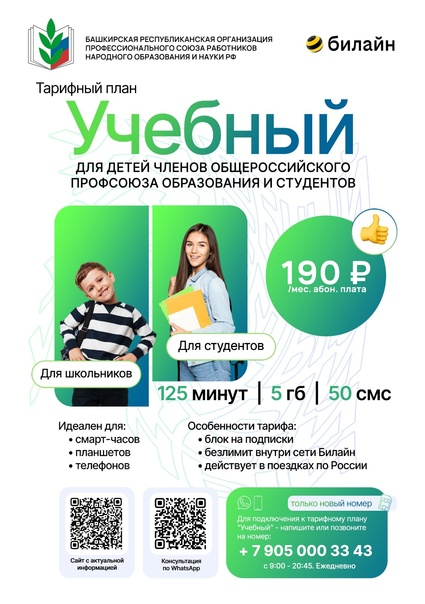 БАШКИРСКАЯ РЕСПУБЛИКАНСКАЯ ОРГАНИЗАЦИЯ
ПРОФЕССИОНАЛЬНОГО СОЮЗА РАБОТНИКОВ
НАРОДНОГО ОБРАЗОВАНИЯ И НАУКИ РФ
билайн
Тарифный план
Учебный
ДЛЯ ДЕТЕЙ ЧЛЕНОВ ОБЩЕРОССИЙСКОГО
ПРОФСОЮЗА ОБРАЗОВАНИЯ И СТУДЕНТОВ
190 ₽
/мес. абон. плата
Для студентов
Для школьников
125 минут | 5 гб | 50 смс
Идеален для:
• смарт-часов
• планшетов
• телефонов
Особенности тарифа:
• блок на подписки
• безлимит внутри сети Билайн
• действует в поездках по России
Сайт с актуальной
информацией
Консультация
по WhatsApp
только новый номер
Для подключения к тарифному плану
"Учебный" - напишите или позвоните
на номер:
+ 7 905 000 33 43
с 9:00 - 20:45. Ежедневно